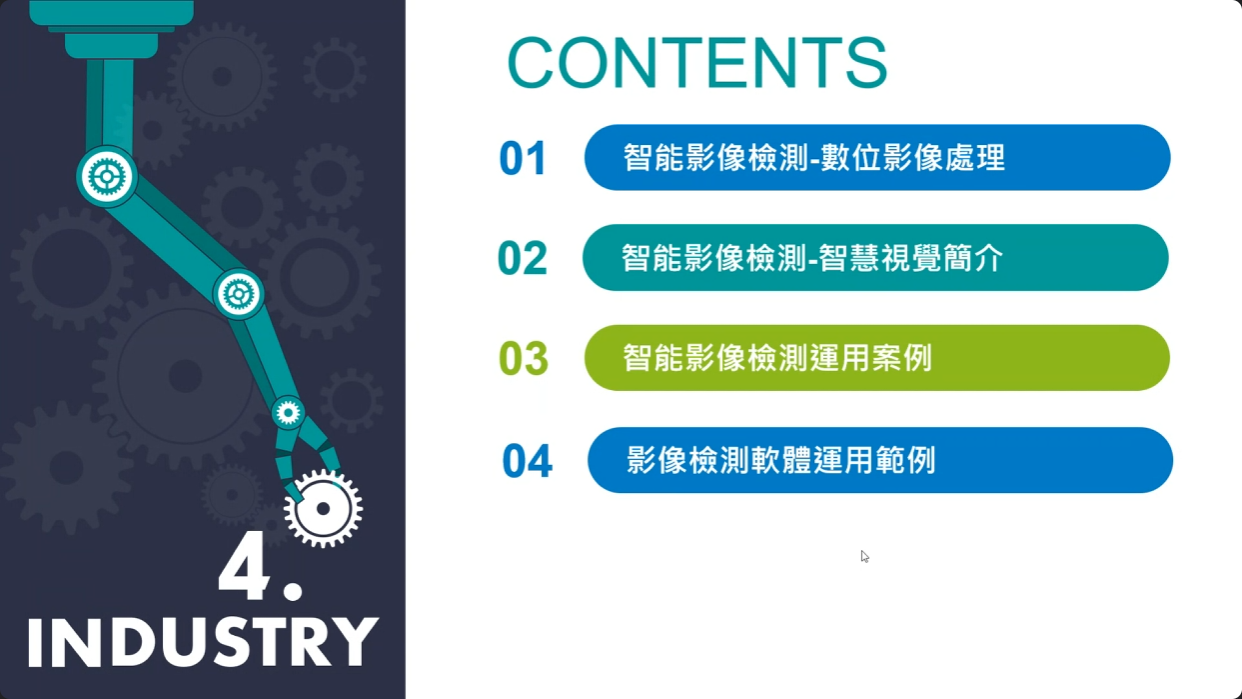 CONTENTS
01 智能影像檢測-數位影像處理
02 智能影像檢測-智慧視覺簡介
03 智能影像檢測運用案例
04 影像檢測軟體運用範例
4.
INDUSTRY